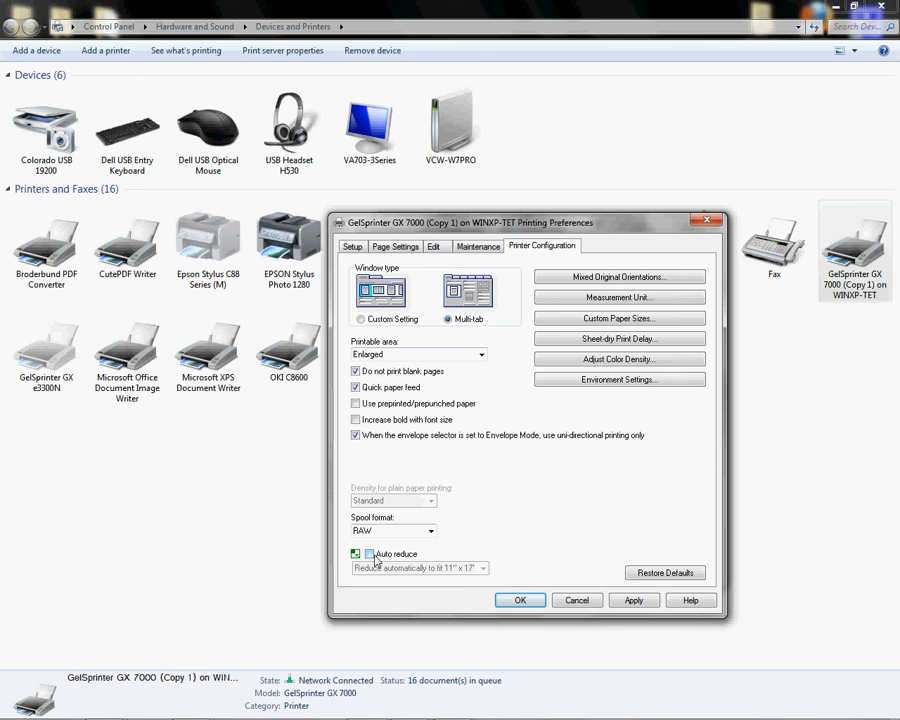 Control Panel
Hardware and Sound
Devices and Printers
Search Dev...
Add a device
Add a printer
See what's printing
Print server properties
Remove device
Devices (6)
Colorado USB
19200
Dell USB Entry
Keyboard
Dell USB Optical
Mouse
USB Headset
H530
VA703-3Series
VCW-W7PRO
Printers and Faxes (16)
Broderbund PDF
Converter
CutePDF Writer
Epson Stylus C88
Series (M)
EPSON Stylus
Photo 1280
Fax
GelSprinter GX
7000 (Copy 1) on
WINXP-TET
GelSprinter GX
e3300N
Microsoft Office
Document Image
Writer
Microsoft XPS
Document Writer
OKI C8600
GelSprinter GX 7000 (Copy 1) on WINXP-TET Printing Preferences
Setup
Page Settings
Edit
Maintenance
Printer Configuration
Window type
Custom Setting
Multi-tab
Mixed Original Orientations...
Measurement Unit...
Custom Paper Sizes...
Sheet-dry Print Delay...
Adjust Color Density...
Environment Settings...
Printable area:
Enlarged
Do not print blank pages
Quick paper feed
Use preprinted/prepunched paper
Increase bold with font size
When the envelope selector is set to Envelope Mode, use uni-directional printing only
Density for plain paper printing:
Standard
Spool format:
RAW
Auto reduce
Reduce automatically to fit 11" x 17"
Restore Defaults
OK
Cancel
Apply
Help
GelSprinter GX 7000 (Copy 1) on WIN...
State: Network Connected
Status: 16 document(s) in queue
Model: GelSprinter GX 7000
Category: Printer